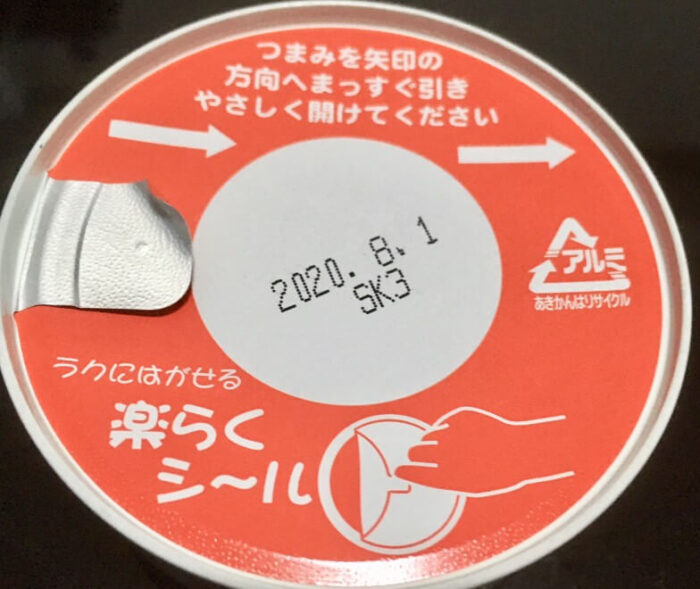 つまみを矢印の
方向へまっすぐ引き
やさしく開けてください
2020. 8. 1
SK3
アルミ
あきかんはリサイクル
ラクにはがせる
楽らく
シ〜ル